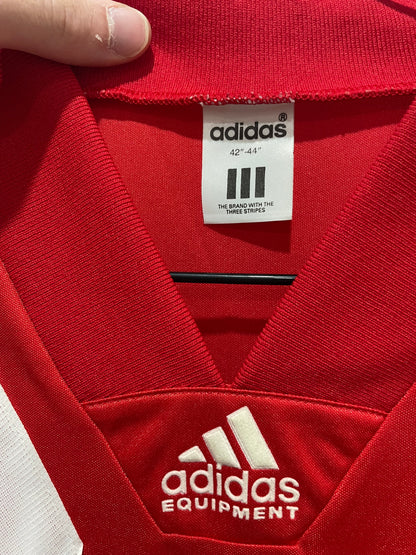 adidas®
42"-44"
THE BRAND WITH THE
THREE STRIPES
adidas
EQUIPMENT